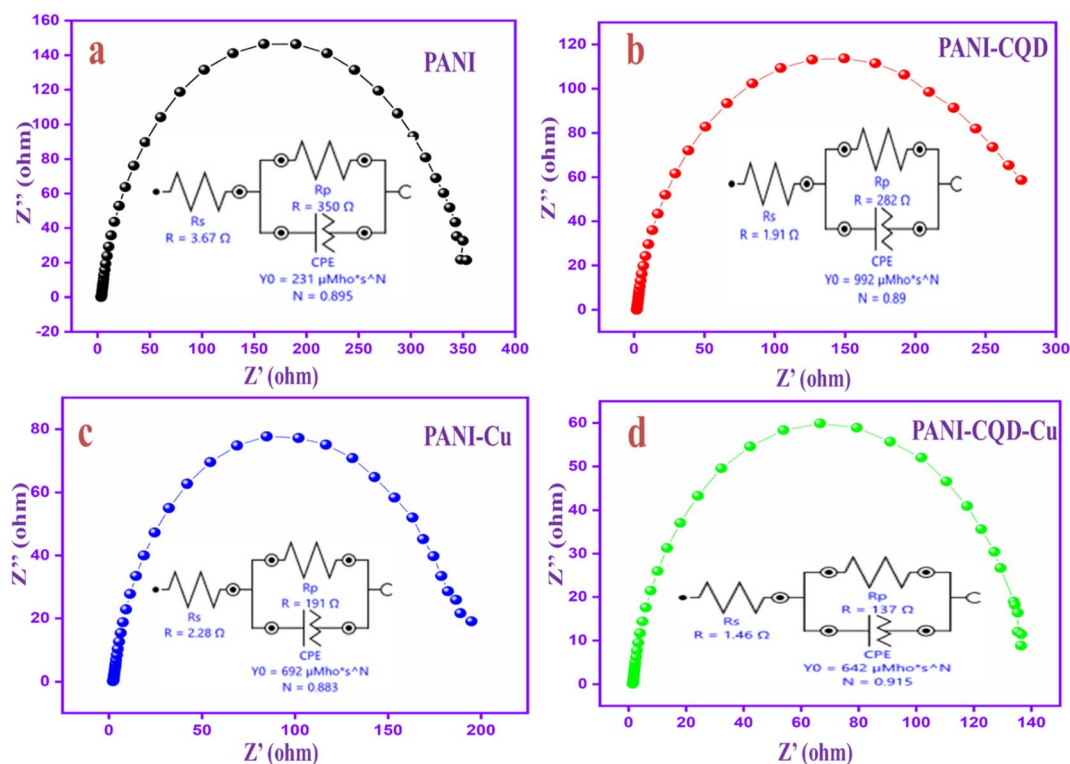 a
PANI
160
140
120
100
80
60
40
20
0
-20
Z’’ (ohm)
Rs
R = 3.67 Ω
Rp
R = 350 Ω
CPE
Y0 = 231 μMho*s^N
N = 0.895
0 50 100 150 200 250 300 350 400
Z’ (ohm)
b
PANI-CQD
120
100
80
60
40
20
0
Z’’ (ohm)
Rs
R = 1.91 Ω
Rp
R = 282 Ω
CPE
Y0 = 992 μMho*s^N
N = 0.89
0 50 100 150 200 250 300
Z’ (ohm)
c
PANI-Cu
80
60
40
20
0
Z’’ (ohm)
Rs
R = 2.28 Ω
Rp
R = 191 Ω
CPE
Y0 = 692 μMho*s^N
N = 0.883
0 50 100 150 200
Z’ (ohm)
d
PANI-CQD-Cu
60
50
40
30
20
10
0
Z’’ (ohm)
Rs
R = 1.46 Ω
Rp
R = 137 Ω
CPE
Y0 = 642 μMho*s^N
N = 0.915
0 20 40 60 80 100 120 140
Z’ (ohm)